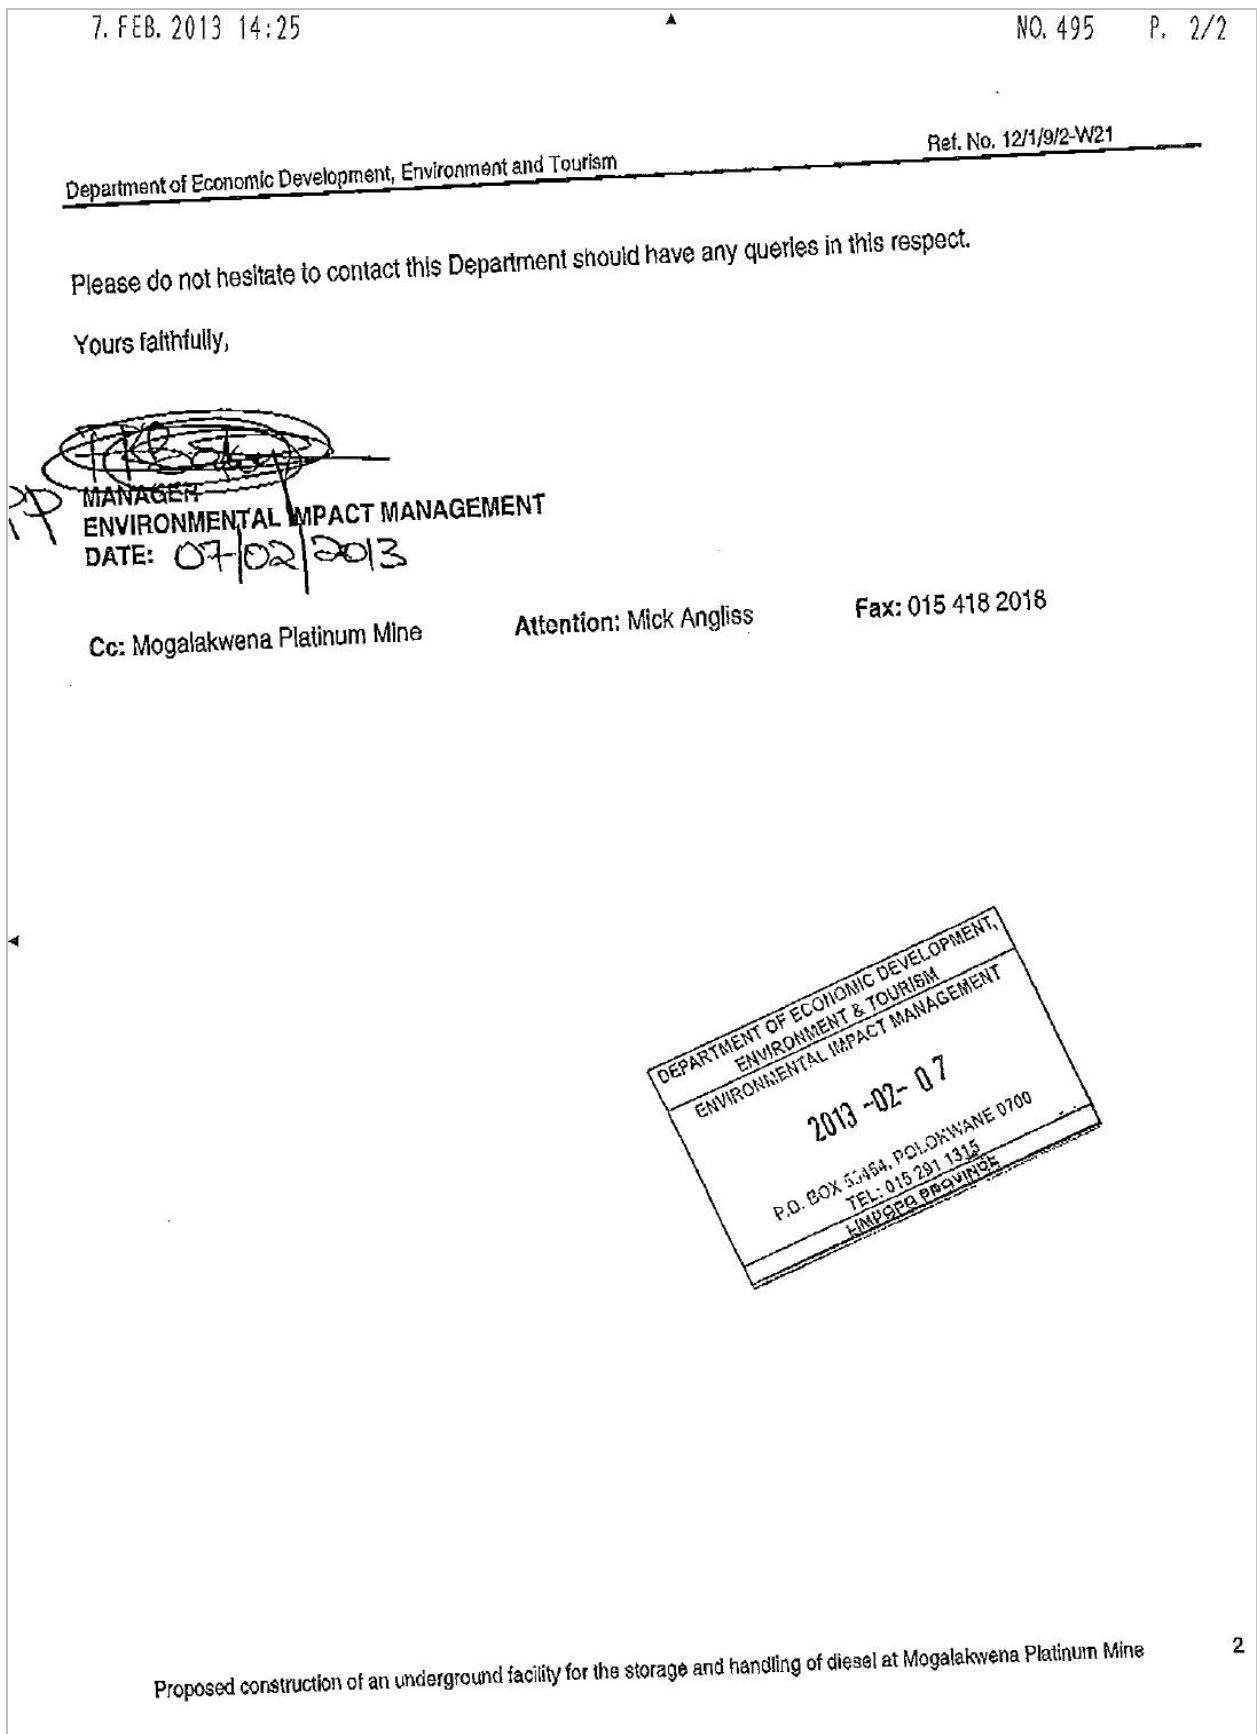 7. FEB. 2013 14:25 NO. 495 P. 2/2
Ref. No. 12/1/9/2-W21
Department of Economic Development, Environment and Tourism
Please do not hesitate to contact this Department should have any queries in this respect.
Yours faithfully,
PP MANAGER
ENVIRONMENTAL IMPACT MANAGEMENT
DATE: 07/02/2013
Cc: Mogalakwena Platinum Mine Attention: Mick Angliss Fax: 015 418 2018
DEPARTMENT OF ECONOMIC DEVELOPMENT,
ENVIRONMENT & TOURISM
ENVIRONMENTAL IMPACT MANAGEMENT
2013 -02- 07
P.O. BOX POLOKWANE 0700
TEL: 015 291 1315
LIMPOPO PROVINCE
Proposed construction of an underground facility for the storage and handling of diesel at Mogalakwena Platinum Mine 2